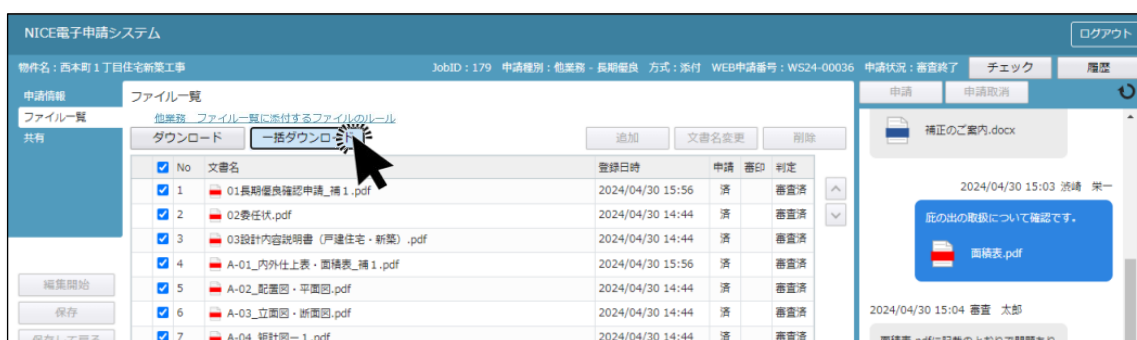 NICE電子申請システム
ログアウト
物件名：西本町1丁目住宅新築工事
JobID：179 申請種別：他業務 - 長期優良 方式：添付 WEB申請番号：WS24-00036 申請状況：審査終了
チェック
履歴
申請情報
ファイル一覧
共有
編集開始
保存
保存して戻る
ファイル一覧
他業務 ファイル一覧に添付するファイルのルール
ダウンロード
一括ダウンロード
追加
文書名変更
削除
No 文書名 登録日時 申請 審印 判定
1 01長期優良確認申請_補1.pdf 2024/04/30 15:56 済 審査済
2 02委任状.pdf 2024/04/30 14:44 済 審査済
3 03設計内容説明書（戸建住宅・新築）.pdf 2024/04/30 14:44 済 審査済
4 A-01_内外仕上表・面積表_補1.pdf 2024/04/30 15:56 済 審査済
5 A-02_配置図・平面図.pdf 2024/04/30 14:44 済 審査済
6 A-03_立面図・断面図.pdf 2024/04/30 14:44 済 審査済
7 A-04_矩計図－1.pdf 2024/04/30 14:44 済 審査済
申請
申請取消
補正のご案内.docx
2024/04/30 15:03 渋崎 栄一
庇の出の取扱について確認です。
面積表.pdf
2024/04/30 15:04 審査 太郎